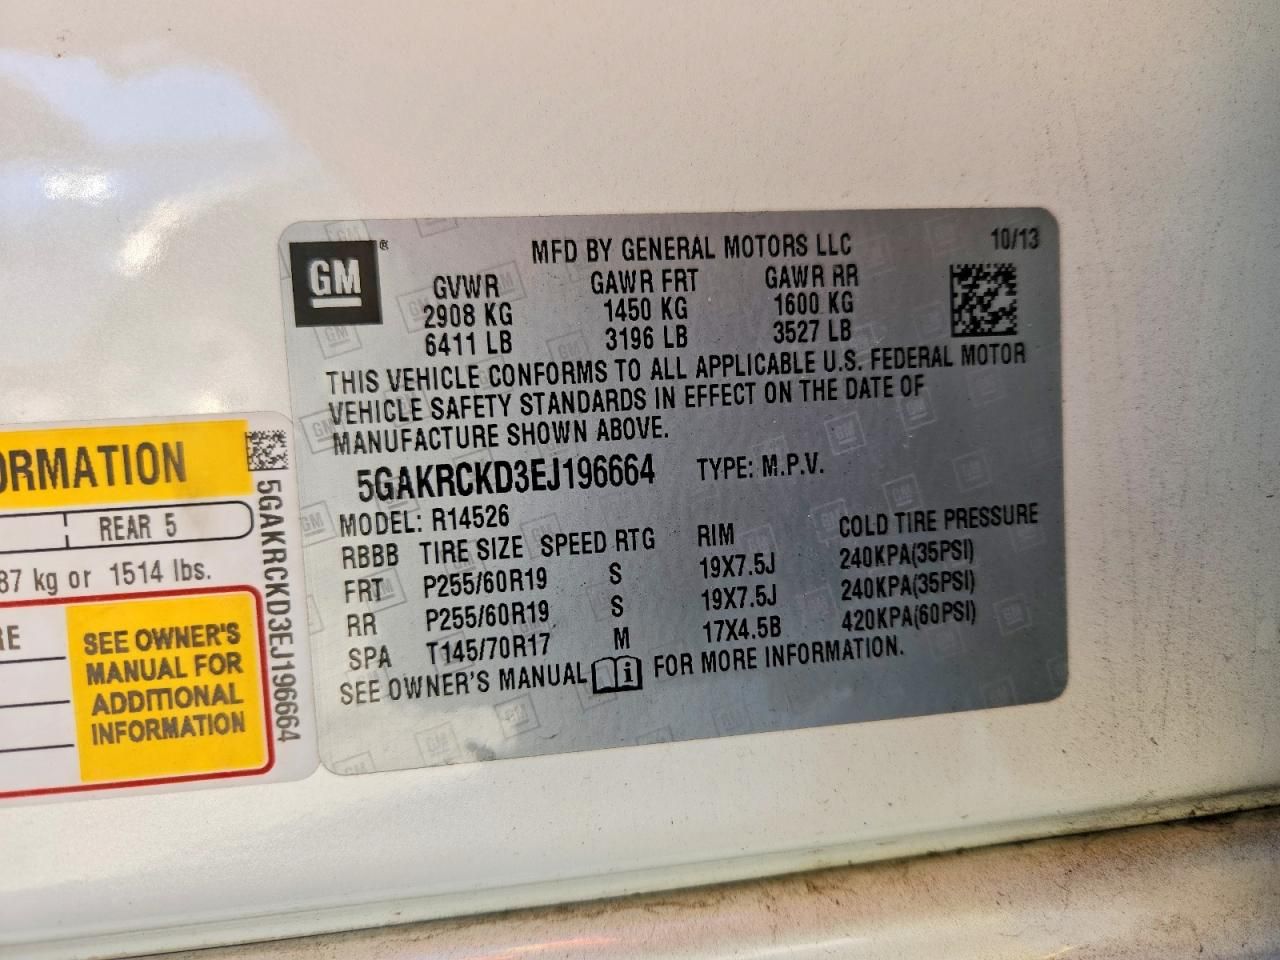 GM ®
MFD BY GENERAL MOTORS LLC 10/13
GVWR GAWR FRT GAWR RR
2908 KG 1450 KG 1600 KG
6411 LB 3196 LB 3527 LB
THIS VEHICLE CONFORMS TO ALL APPLICABLE U.S. FEDERAL MOTOR
VEHICLE SAFETY STANDARDS IN EFFECT ON THE DATE OF
MANUFACTURE SHOWN ABOVE.
5GAKRCKD3EJ196664 TYPE: M.P.V.
MODEL: R14526
RBBB TIRE SIZE SPEED RTG RIM COLD TIRE PRESSURE
FRT P255/60R19 S 19X7.5J 240KPA(35PSI)
RR P255/60R19 S 19X7.5J 240KPA(35PSI)
SPA T145/70R17 M 17X4.5B 420KPA(60PSI)
SEE OWNER'S MANUAL FOR MORE INFORMATION.
ORMATION
REAR 5
87 kg or 1514 lbs.
RE
SEE OWNER'S
MANUAL FOR
ADDITIONAL
INFORMATION
5GAKRCKD3EJ196664